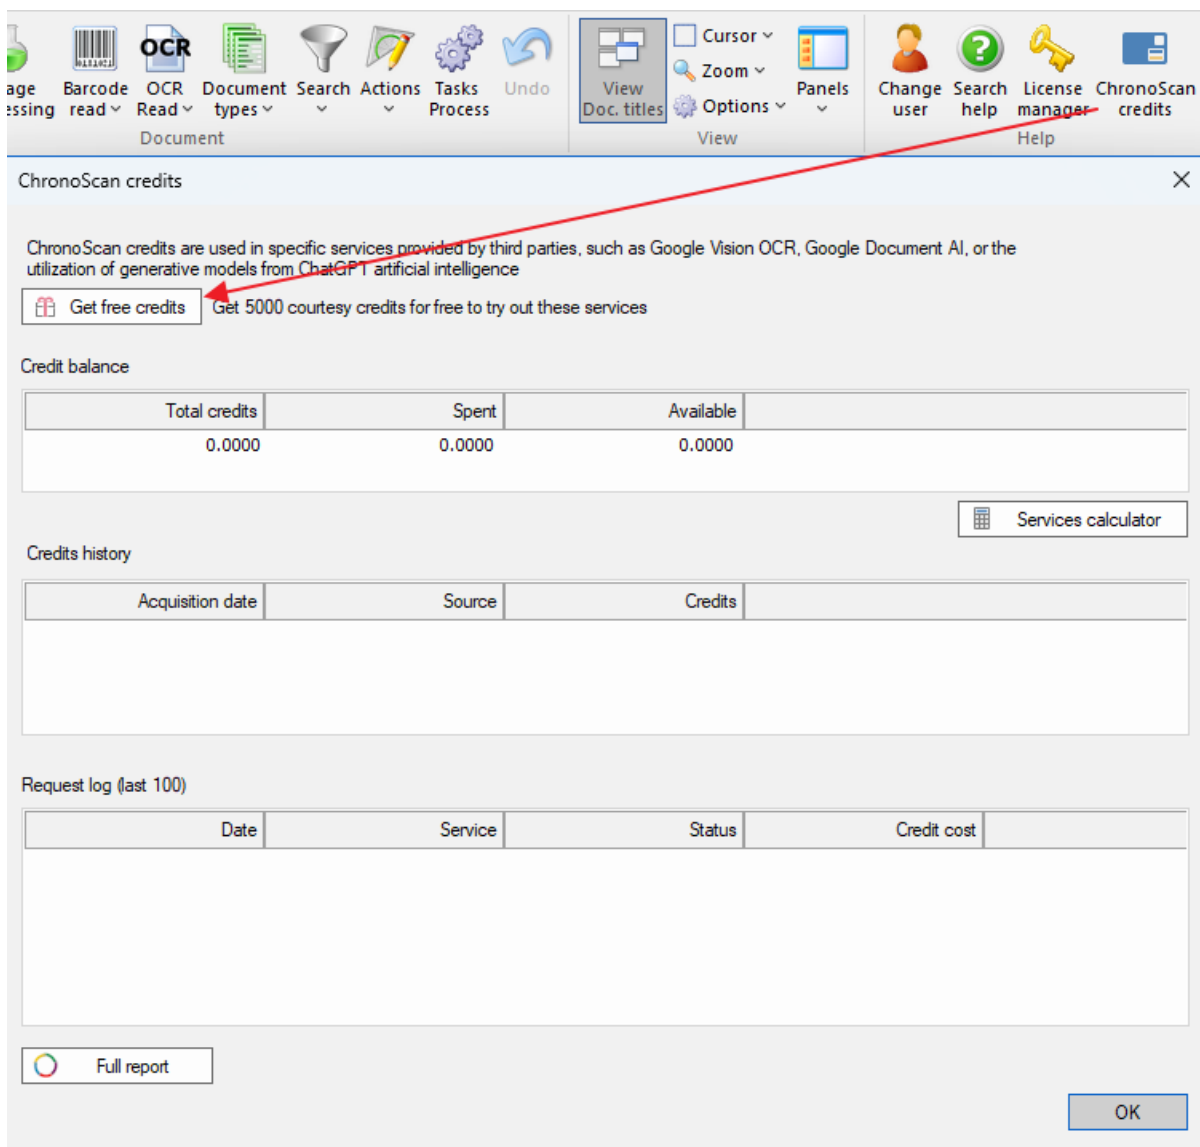 OCR
Cursor
Zoom
age Barcode OCR Document Search Actions Tasks Undo View Panels Change Search License ChronoScan
essing read Read types Process Doc. titles Options user help manager credits
Document View Help
ChronoScan credits
ChronoScan credits are used in specific services provided by third parties, such as Google Vision OCR, Google Document AI, or the
utilization of generative models from ChatGPT artificial intelligence
Get free credits Get 5000 courtesy credits for free to try out these services
Credit balance
Total credits Spent Available
0.0000 0.0000 0.0000
Services calculator
Credits history
Acquisition date Source Credits
Request log (last 100)
Date Service Status Credit cost
Full report
OK